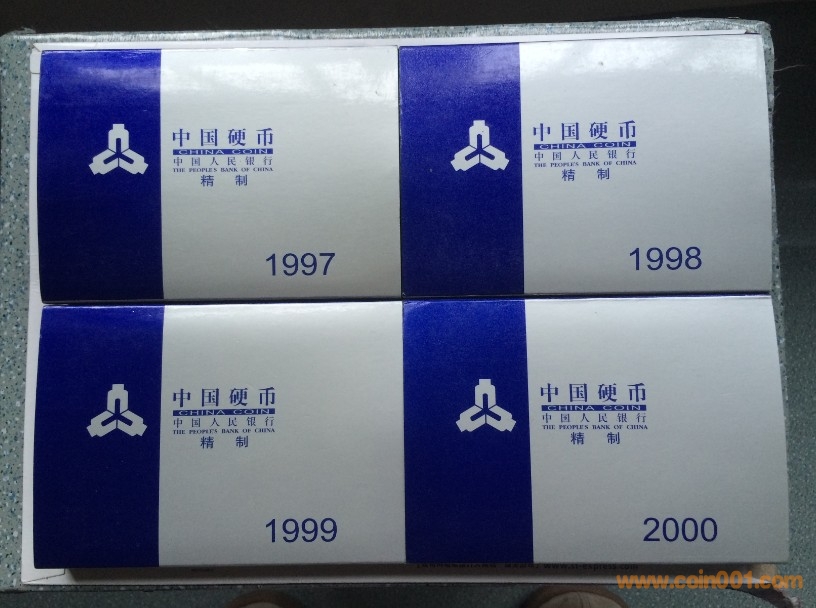 中国硬币
CHINA COIN
中国人民银行
THE PEOPLE'S BANK OF CHINA
精制
1997
中国硬币
CHINA COIN
中国人民银行
THE PEOPLE'S BANK OF CHINA
精制
1998
中国硬币
CHINA COIN
中国人民银行
THE PEOPLE'S BANK OF CHINA
精制
1999
中国硬币
CHINA COIN
中国人民银行
THE PEOPLE'S BANK OF CHINA
精制
2000
www.coin001.com